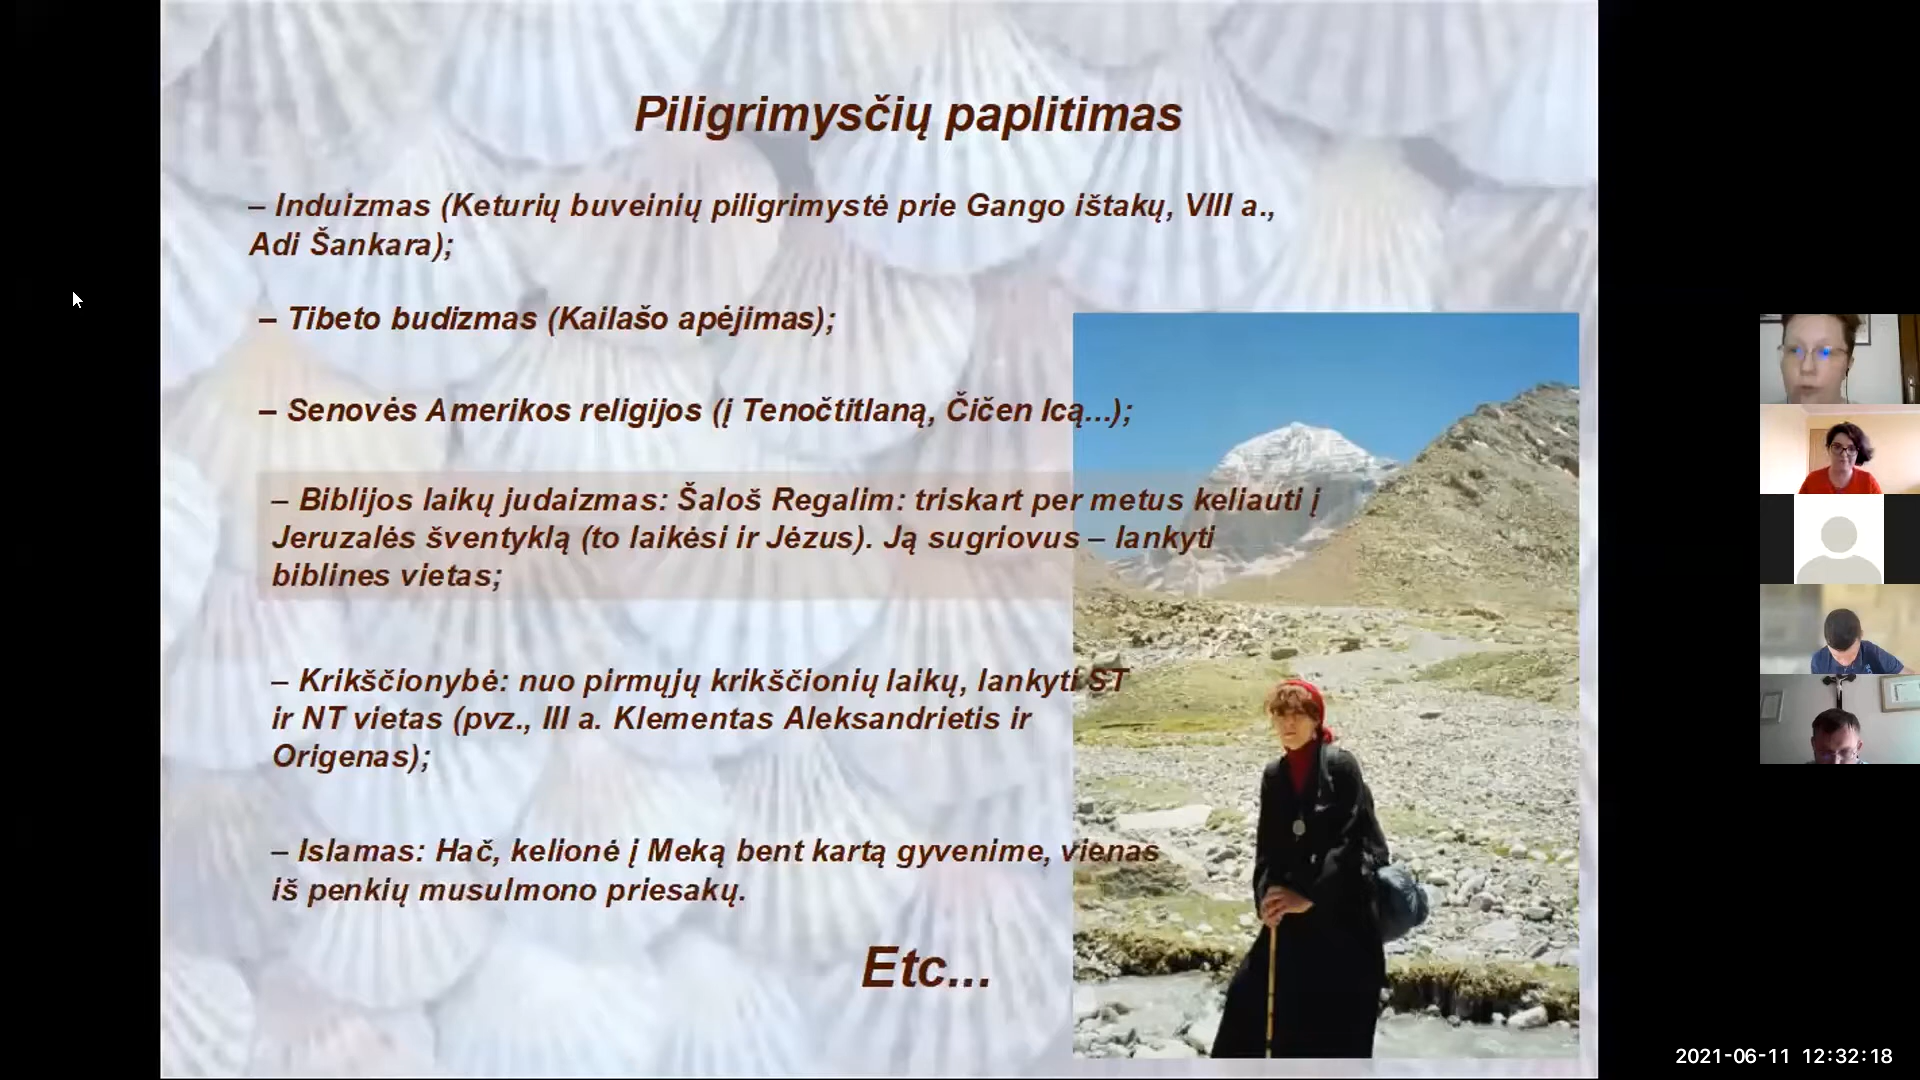 Piligrimysčių paplitimas
– Induizmas (Keturių buveinių piligrimystė prie Gango ištakų, VIII a.,
Adi Šankara);
– Tibeto budizmas (Kailašo apėjimas);
– Senovės Amerikos religijos (į Tenočtitlaną, Čičen Icą...);
– Biblijos laikų judaizmas: Šaloš Regalim: triskart per metus keliauti į
Jeruzalės šventyklą (to laikėsi ir Jėzus). Ją sugriovus – lankyti
biblines vietas;
– Krikščionybė: nuo pirmųjų krikščionių laikų, lankyti ST
ir NT vietas (pvz., III a. Klementas Aleksandrietis ir
Origenas);
– Islamas: Hač, kelionė į Meką bent kartą gyvenime, vienas
iš penkių musulmono priesakų.
Etc...
2021-06-11 12:32:18